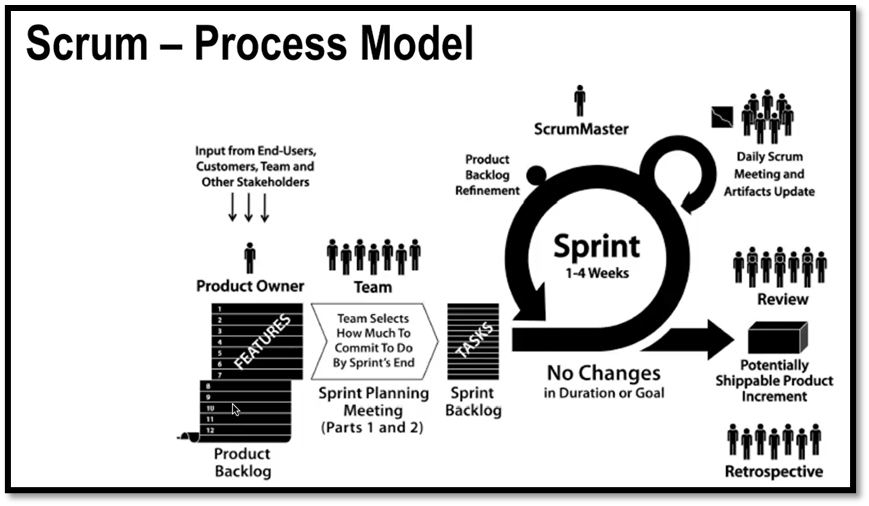 Scrum – Process Model
Input from End-Users,
Customers, Team and
Other Stakeholders
Product Owner
1
2
3
4
5
6
7
FEATURES
8
9
10
11
12
Product
Backlog
Team
Team Selects
How Much To
Commit To Do
By Sprint's End
Sprint Planning
Meeting
(Parts 1 and 2)
TASKS
Sprint
Backlog
ScrumMaster
Product
Backlog
Refinement
Sprint
1-4 Weeks
No Changes
in Duration or Goal
Daily Scrum
Meeting and
Artifacts Update
Review
Potentially
Shippable Product
Increment
Retrospective